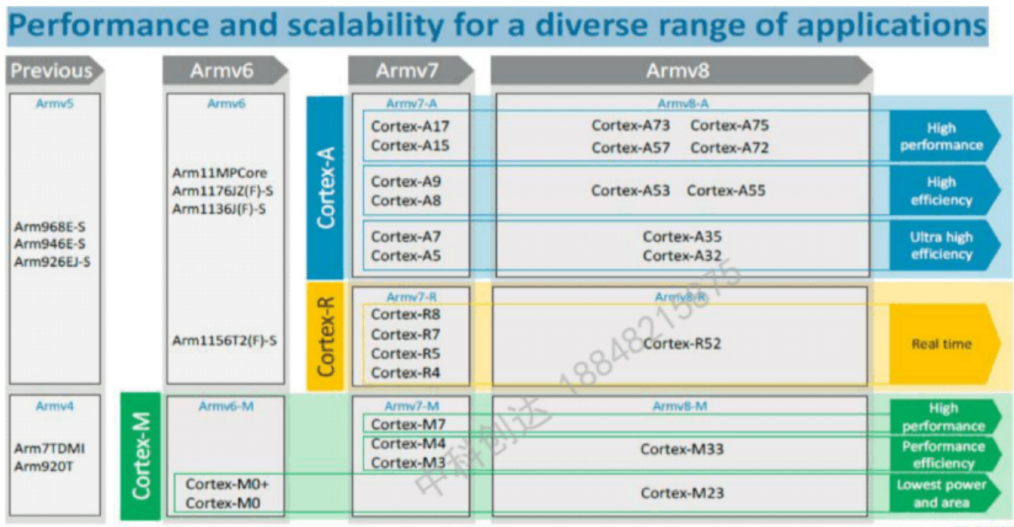 Performance and scalability for a diverse range of applications
Previous
Armv6
Armv7
Armv8
Armv5
Arm968E-S
Arm946E-S
Arm926EJ-S
Armv6
Arm11MPCore
Arm1176JZ(F)-S
Arm1136J(F)-S
Arm1156T2(F)-S
Cortex-A
Armv7-A
Armv8-A
Cortex-A17
Cortex-A15
Cortex-A73 Cortex-A75
Cortex-A57 Cortex-A72
High
performance
Cortex-A9
Cortex-A8
Cortex-A53 Cortex-A55
High
efficiency
Cortex-A7
Cortex-A5
Cortex-A35
Cortex-A32
Ultra high
efficiency
Cortex-R
Armv7-R
Armv8-R
Cortex-R8
Cortex-R7
Cortex-R5
Cortex-R4
Cortex-R52
Real time
Armv4
Arm7TDMI
Arm920T
Cortex-M
Armv6-M
Armv7-M
Armv8-M
Cortex-M7
High
performance
Cortex-M4
Cortex-M3
Cortex-M33
Performance
efficiency
Cortex-M0+
Cortex-M0
Cortex-M23
Lowest power
and area
中科创达 18848215975